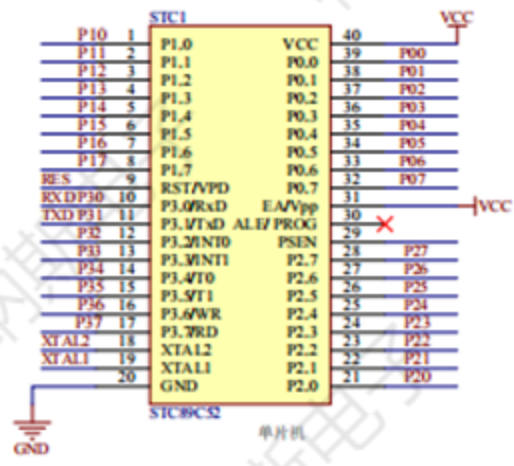 STC1
VCC
P10 1 P1.0 VCC 40
P11 2 P1.1 P0.0 39 P00
P12 3 P1.2 P0.1 38 P01
P13 4 P1.3 P0.2 37 P02
P14 5 P1.4 P0.3 36 P03
P15 6 P1.5 P0.4 35 P04
P16 7 P1.6 P0.5 34 P05
P17 8 P1.7 P0.6 33 P06
RES 9 RST/VPD P0.7 32 P07
RXDP30 10 P3.0/RxD EA/Vpp 31 VCC
TXDP31 11 P3.1/TxD ALE/PROG 30
P32 12 P3.2/INT0 PSEN 29
P33 13 P3.3/INT1 P2.7 28 P27
P34 14 P3.4/T0 P2.6 27 P26
P35 15 P3.5/T1 P2.5 26 P25
P36 16 P3.6/WR P2.4 25 P24
P37 17 P3.7/RD P2.3 24 P23
XTAL2 18 XTAL2 P2.2 23 P22
XTAL1 19 XTAL1 P2.1 22 P21
20 GND P2.0 21 P20
STC89C52
单片机
GND